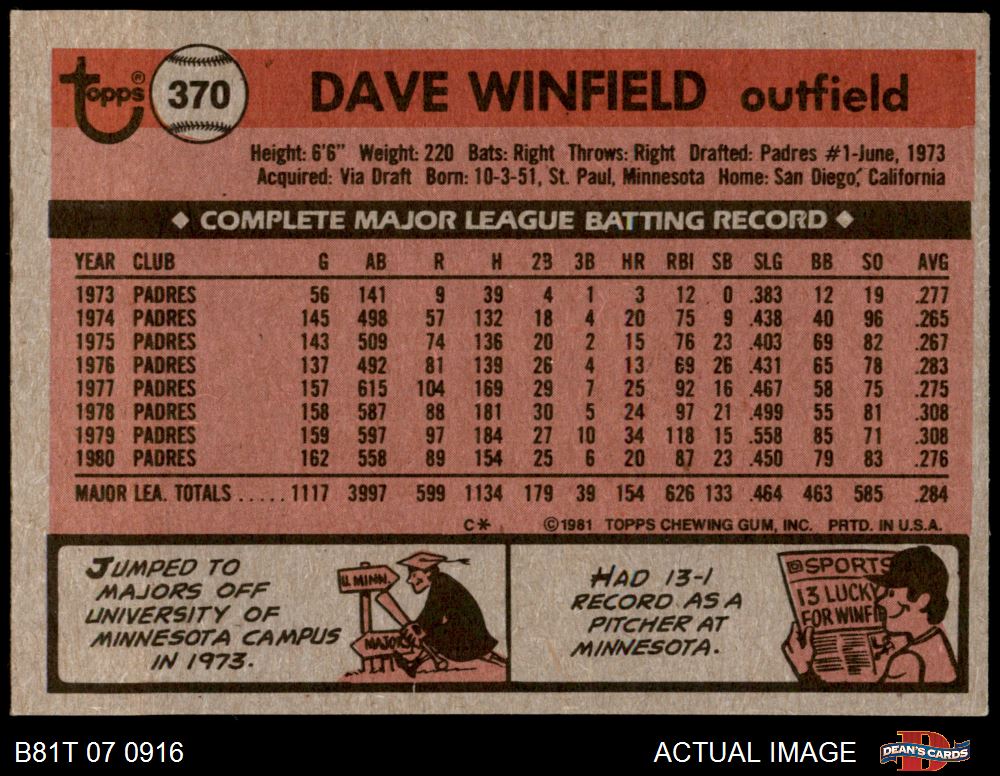 topps® 370 DAVE WINFIELD outfield
Height: 6'6" Weight: 220 Bats: Right Throws: Right Drafted: Padres #1-June, 1973
Acquired: Via Draft Born: 10-3-51, St. Paul, Minnesota Home: San Diego, California
◆ COMPLETE MAJOR LEAGUE BATTING RECORD ◆
YEAR CLUB G AB R H 2B 3B HR RBI SB SLG BB SO AVG
1973 PADRES 56 141 9 39 4 1 3 12 0 .383 12 19 .277
1974 PADRES 145 498 57 132 18 4 20 75 9 .438 40 96 .265
1975 PADRES 143 509 74 136 20 2 15 76 23 .403 69 82 .267
1976 PADRES 137 492 81 139 26 4 13 69 26 .431 65 78 .283
1977 PADRES 157 615 104 169 29 7 25 92 16 .467 58 75 .275
1978 PADRES 158 587 88 181 30 5 24 97 21 .499 55 81 .308
1979 PADRES 159 597 97 184 27 10 34 118 15 .558 85 71 .308
1980 PADRES 162 558 89 154 25 6 20 87 23 .450 79 83 .276
MAJOR LEA. TOTALS ..... 1117 3997 599 1134 179 39 154 626 133 .464 463 585 .284
C* ©1981 TOPPS CHEWING GUM, INC. PRTD. IN U.S.A.
JUMPED TO
MAJORS OFF
UNIVERSITY OF
MINNESOTA CAMPUS
IN 1973.
U. MINN.
MAJORS
HAD 13-1
RECORD AS A
PITCHER AT
MINNESOTA.
SPORTS
13 LUCKY
FOR WINFI
B81T 07 0916 ACTUAL IMAGE DEAN'S CARDS